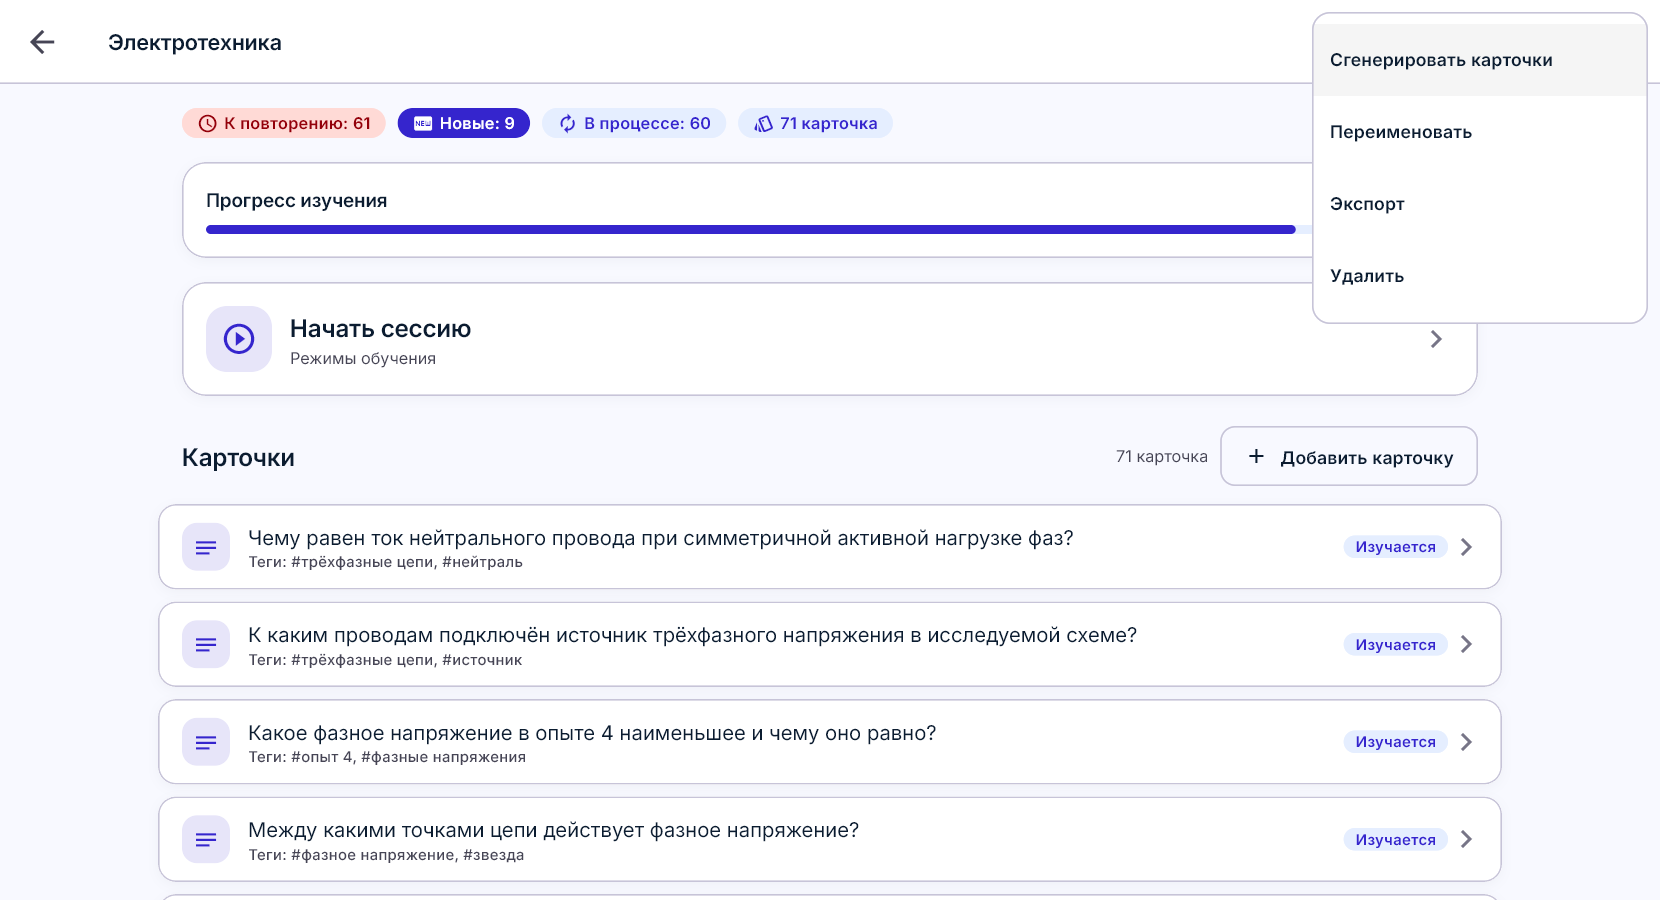 Электротехника
Сгенерировать карточки
Переименовать
Экспорт
Удалить
К повторению: 61
NEW Новые: 9
В процессе: 60
71 карточка
Прогресс изучения
Начать сессию
Режимы обучения
Карточки
71 карточка
+ Добавить карточку
Чему равен ток нейтрального провода при симметричной активной нагрузке фаз?
Теги: #трёхфазные цепи, #нейтраль
Изучается
К каким проводам подключён источник трёхфазного напряжения в исследуемой схеме?
Теги: #трёхфазные цепи, #источник
Изучается
Какое фазное напряжение в опыте 4 наименьшее и чему оно равно?
Теги: #опыт 4, #фазные напряжения
Изучается
Между какими точками цепи действует фазное напряжение?
Теги: #фазное напряжение, #звезда
Изучается